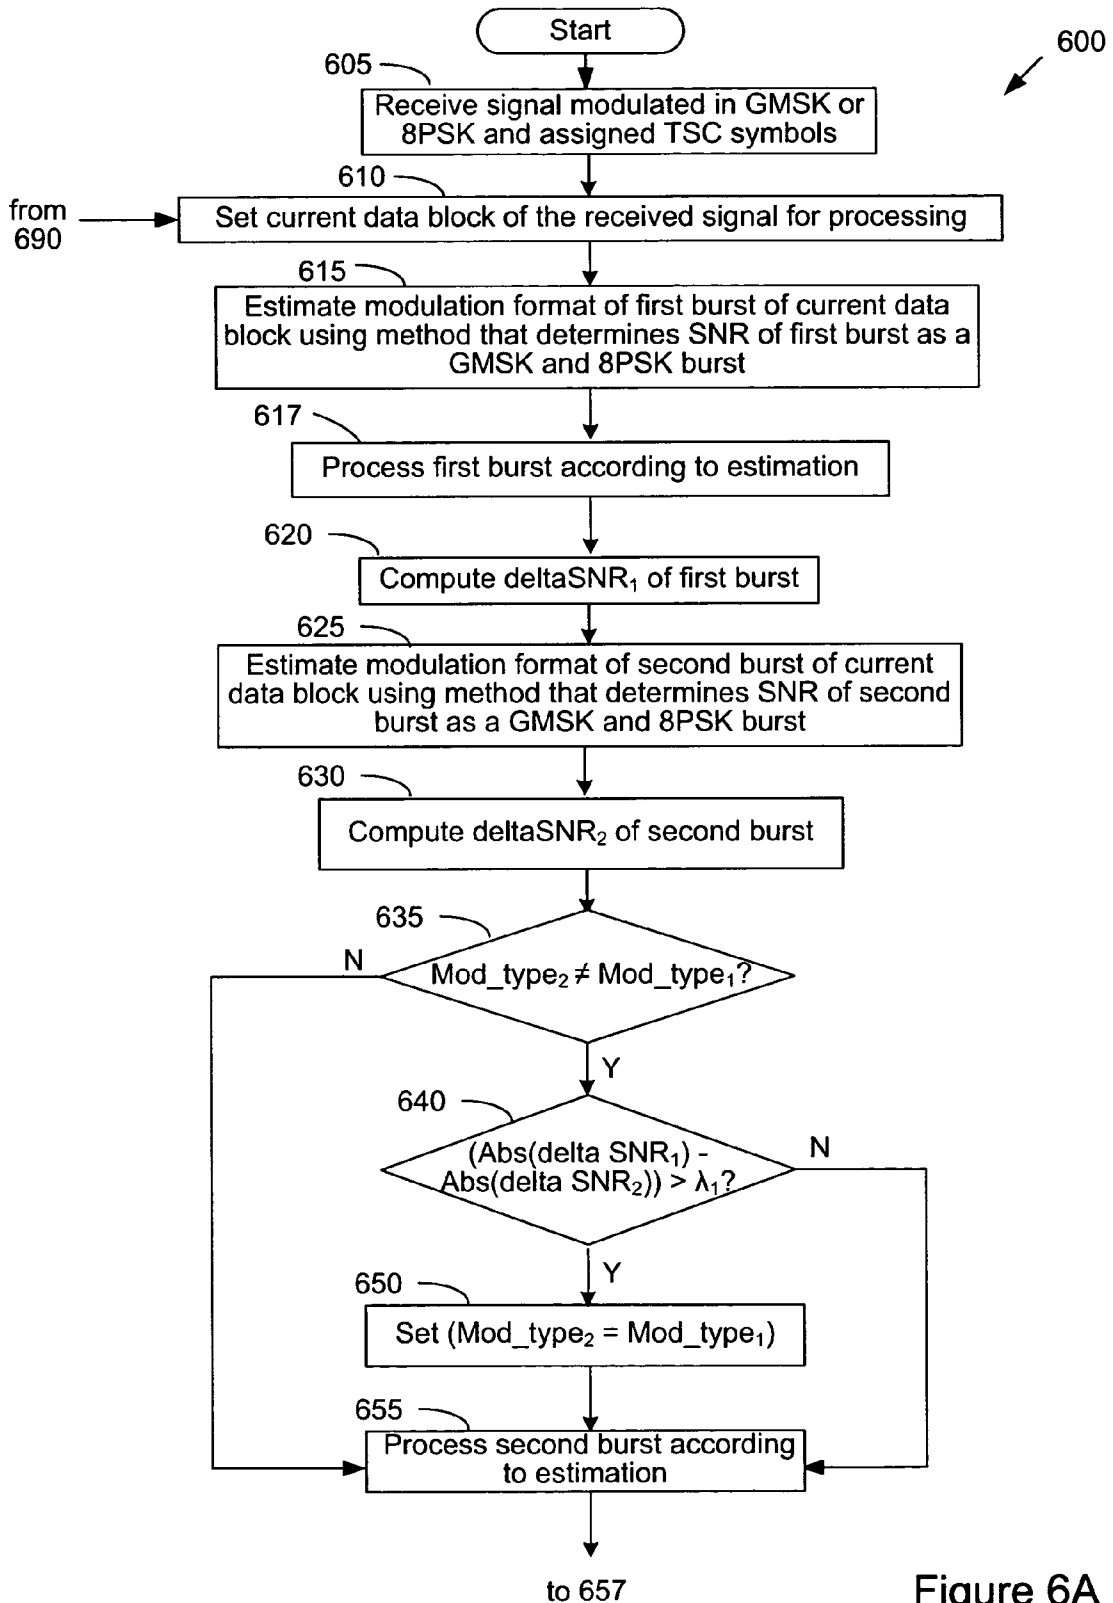 Start
600
605
Receive signal modulated in GMSK or
8PSK and assigned TSC symbols
610
from
690
Set current data block of the received signal for processing
615
Estimate modulation format of first burst of current data
block using method that determines SNR of first burst as a
GMSK and 8PSK burst
617
Process first burst according to estimation
620
Compute deltaSNR₁ of first burst
625
Estimate modulation format of second burst of current
data block using method that determines SNR of second
burst as a GMSK and 8PSK burst
630
Compute deltaSNR₂ of second burst
635
N
Mod_type₂ ≠ Mod_type₁?
Y
640
(Abs(delta SNR₁) -
Abs(delta SNR₂)) > λ₁?
N
Y
650
Set (Mod_type₂ = Mod_type₁)
655
Process second burst according
to estimation
to 657
Figure 6A